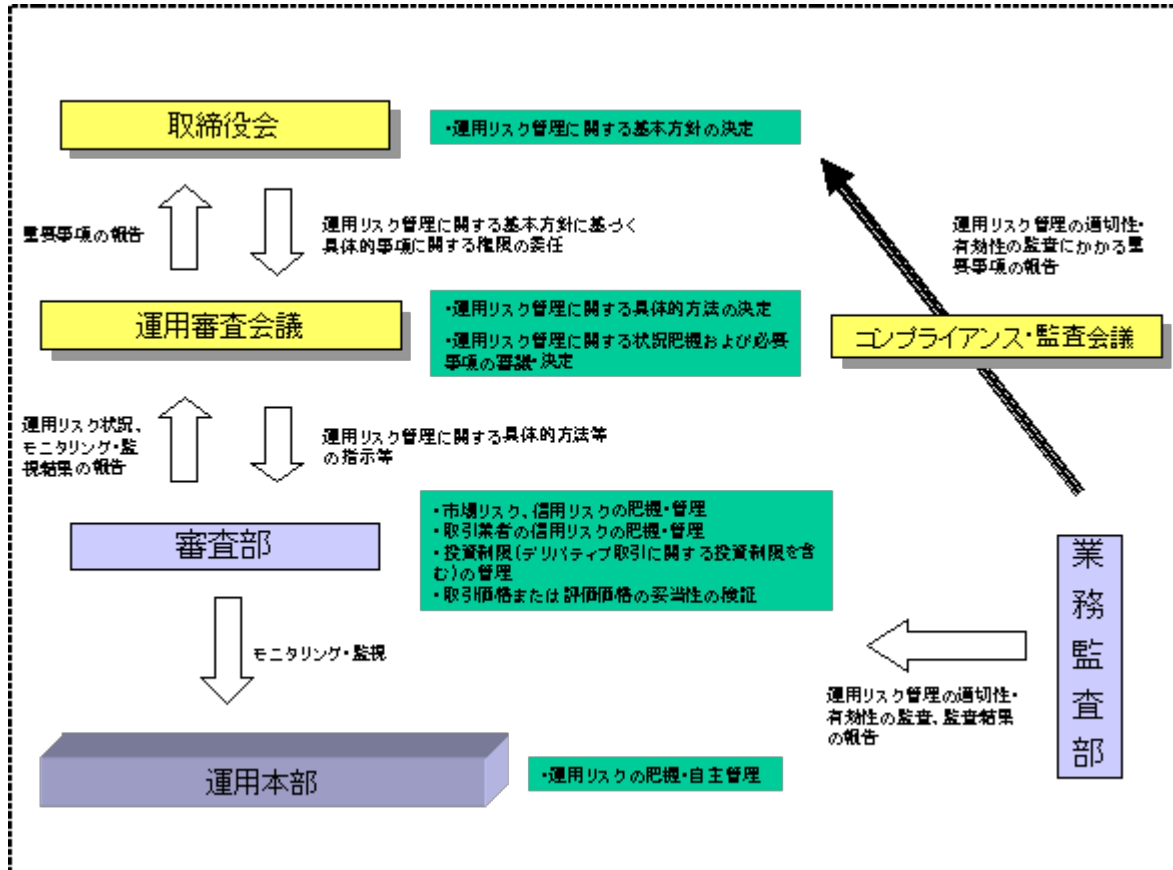 取締役会
・運用リスク管理に関する基本方針の決定
重要事項の報告
運用リスク管理に関する基本方針に基づく
具体的事項に関する権限の委任
運用リスク管理の適切性・
有効性の監査にかかる重
要事項の報告
運用審査会議
・運用リスク管理に関する具体的方法の決定
・運用リスク管理に関する状況把握および必要
事項の審議・決定
コンプライアンス・監査会議
運用リスク状況、
モニタリング・監
視結果の報告
運用リスク管理に関する具体的方法等
の指示等
審査部
・市場リスク、信用リスクの把握・管理
・取引業者の信用リスクの把握・管理
・投資制限(デリバティブ取引に関する投資制限を含
む)の管理
・取引価格または評価価格の妥当性の検証
業務監査部
モニタリング・監視
運用リスク管理の適切性・
有効性の監査、監査結果
の報告
運用本部
・運用リスクの把握・自主管理